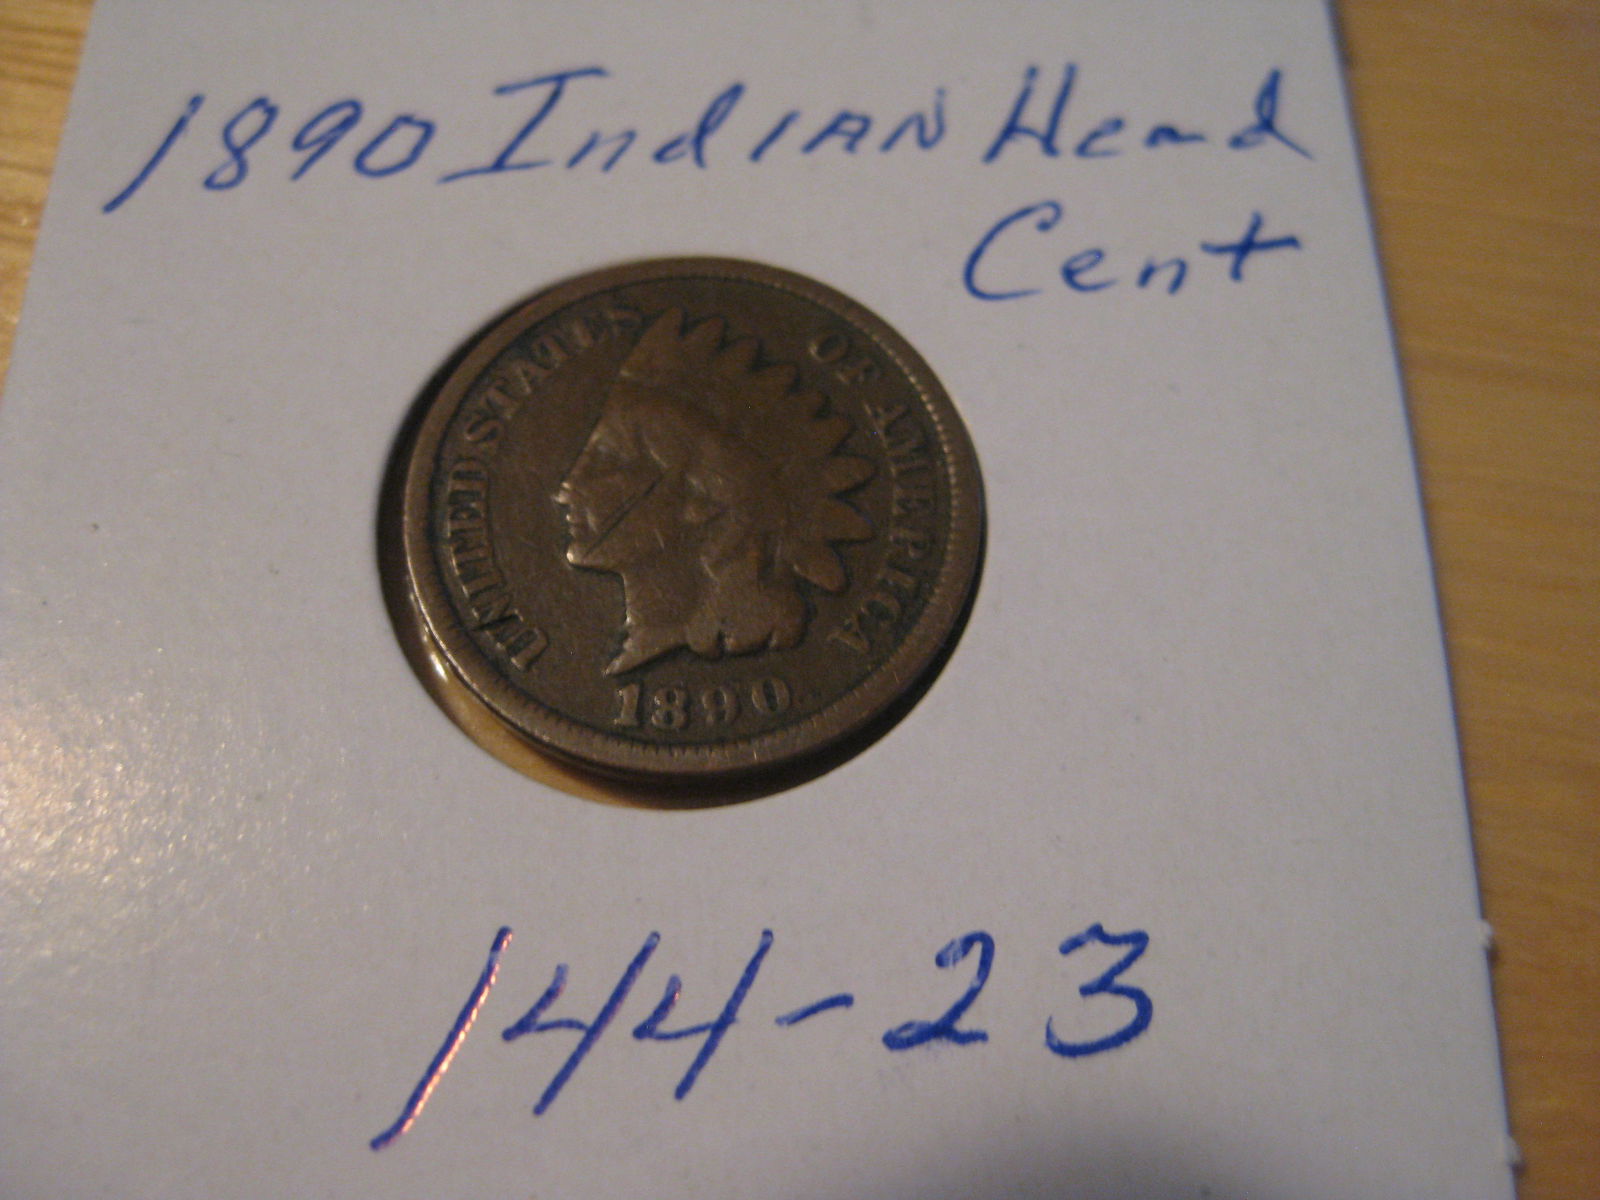 1890 Indian Head
Cent
UNITED STATES OF AMERICA
1890
144-23